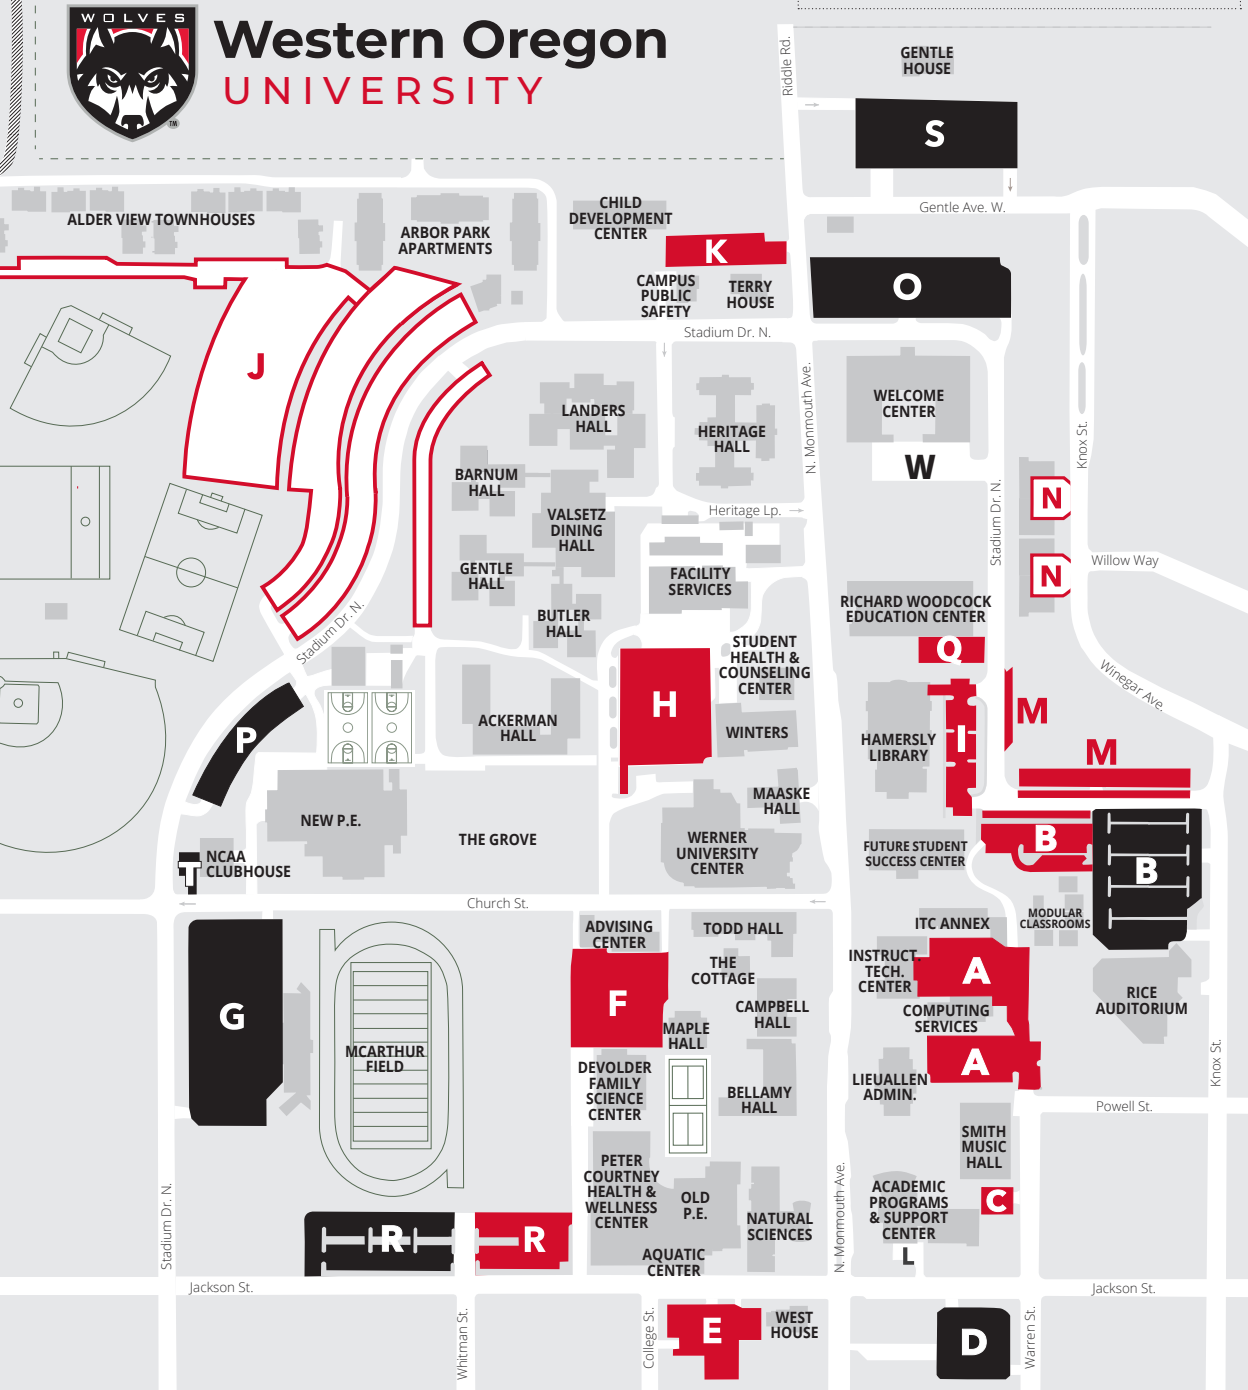 WOLVES
TM
Western Oregon
UNIVERSITY
Riddle Rd.
GENTLE
HOUSE
S
Gentle Ave. W.
ALDER VIEW TOWNHOUSES
ARBOR PARK
APARTMENTS
CHILD
DEVELOPMENT
CENTER
K
CAMPUS
PUBLIC
SAFETY
TERRY
HOUSE
O
Stadium Dr. N.
J
LANDERS
HALL
HERITAGE
HALL
N. Monmouth Ave.
WELCOME
CENTER
W
Knox St.
BARNUM
HALL
VALSETZ
DINING
HALL
Heritage Lp.
Stadium Dr. N.
N
N
Willow Way
GENTLE
HALL
FACILITY
SERVICES
BUTLER
HALL
RICHARD WOODCOCK
EDUCATION CENTER
Q
Stadium Dr. N.
STUDENT
HEALTH &
COUNSELING
CENTER
H
Winegar Ave.
M
M
P
ACKERMAN
HALL
WINTERS
HAMERSLY
LIBRARY
I
MAASKE
HALL
NEW P.E.
THE GROVE
WERNER
UNIVERSITY
CENTER
FUTURE STUDENT
SUCCESS CENTER
B
B
T
NCAA
CLUBHOUSE
Church St.
ADVISING
CENTER
TODD HALL
ITC ANNEX
MODULAR
CLASSROOMS
THE
COTTAGE
INSTRUCT.
TECH.
CENTER
A
G
F
CAMPBELL
HALL
COMPUTING
SERVICES
RICE
AUDITORIUM
MAPLE
HALL
MCARTHUR
FIELD
A
Knox St.
DEVOLDER
FAMILY
SCIENCE
CENTER
BELLAMY
HALL
LIEUALLEN
ADMIN.
Powell St.
SMITH
MUSIC
HALL
PETER
COURTNEY
HEALTH &
WELLNESS
CENTER
OLD
P.E.
NATURAL
SCIENCES
N. Monmouth Ave.
ACADEMIC
PROGRAMS
& SUPPORT
CENTER
C
L
Stadium Dr. N.
R
R
AQUATIC
CENTER
Jackson St.
Jackson St.
Whitman St.
College St.
E
WEST
HOUSE
D
Warren St.